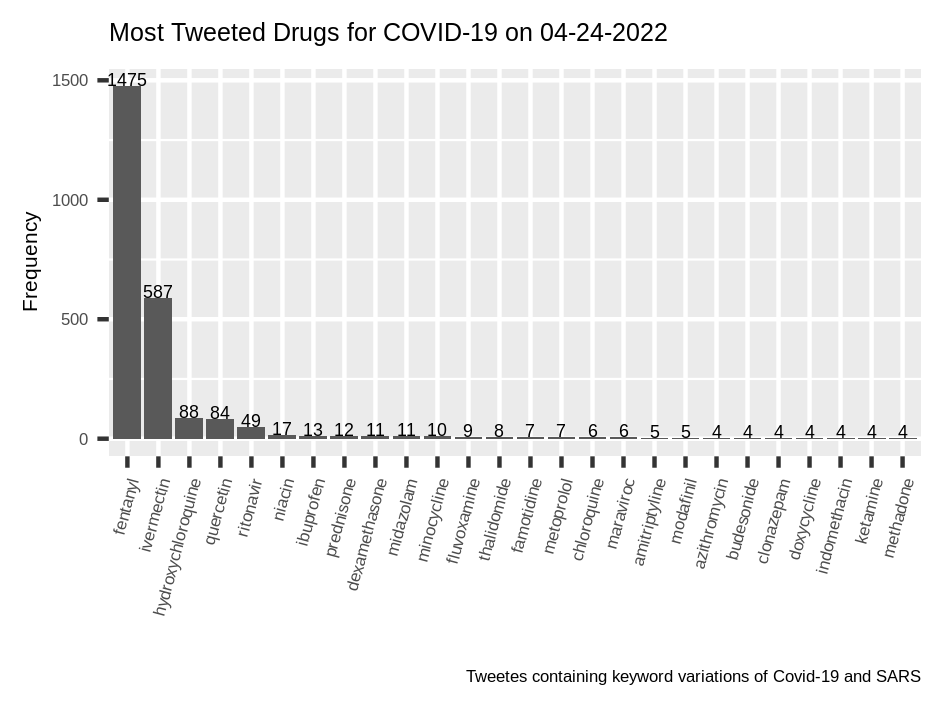 Most Tweeted Drugs for COVID-19 on 04-24-2022
Frequency
1500
1000
500
0
1475
587
88
84
49
17
13
12
11
11
10
9
8
7
7
6
6
5
5
4
4
4
4
4
4
4
fentanyl
ivermectin
hydroxychloroquine
quercetin
ritonavir
niacin
ibuprofen
prednisone
dexamethasone
midazolam
minocycline
fluvoxamine
thalidomide
famotidine
metoprolol
chloroquine
maraviroc
amitriptyline
modafinil
azithromycin
budesonide
clonazepam
doxycycline
indomethacin
ketamine
methadone
Tweetes containing keyword variations of Covid-19 and SARS